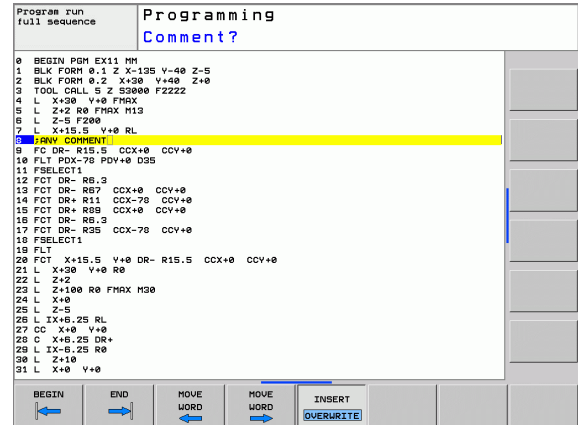 Program run
full sequence
Programming
Comment?
0 BEGIN PGM EX11 MM
1 BLK FORM 0.1 Z X-135 Y-40 Z-5
2 BLK FORM 0.2 X+30 Y+40 Z+0
3 TOOL CALL 5 Z S3000 F2222
4 L X+30 Y+0 FMAX
5 L Z+2 R0 FMAX M13
6 L Z-5 F200
7 L X+15.5 Y+0 RL
8 ;ANY COMMENT
9 FC DR- R15.5 CCX+0 CCY+0
10 FLT PDX-78 PDY+0 D35
11 FSELECT1
12 FCT DR- R6.3
13 FCT DR- R67 CCX+0 CCY+0
14 FCT DR+ R11 CCX-78 CCY+0
15 FCT DR+ R89 CCX+0 CCY+0
16 FCT DR- R6.3
17 FCT DR- R35 CCX-78 CCY+0
18 FSELECT1
19 FLT
20 FCT X+15.5 Y+0 DR- R15.5 CCX+0 CCY+0
21 L X+30 Y+0 R0
22 L Z+2
23 L Z+100 R0 FMAX M30
24 L X+0
25 L Z-5
26 L IX+6.25 RL
27 CC X+0 Y+0
28 C X+6.25 DR+
29 L IX-6.25 R0
30 L Z+10
31 L X+0 Y+0
BEGIN
END
MOVE WORD
MOVE WORD
INSERT
OVERWRITE